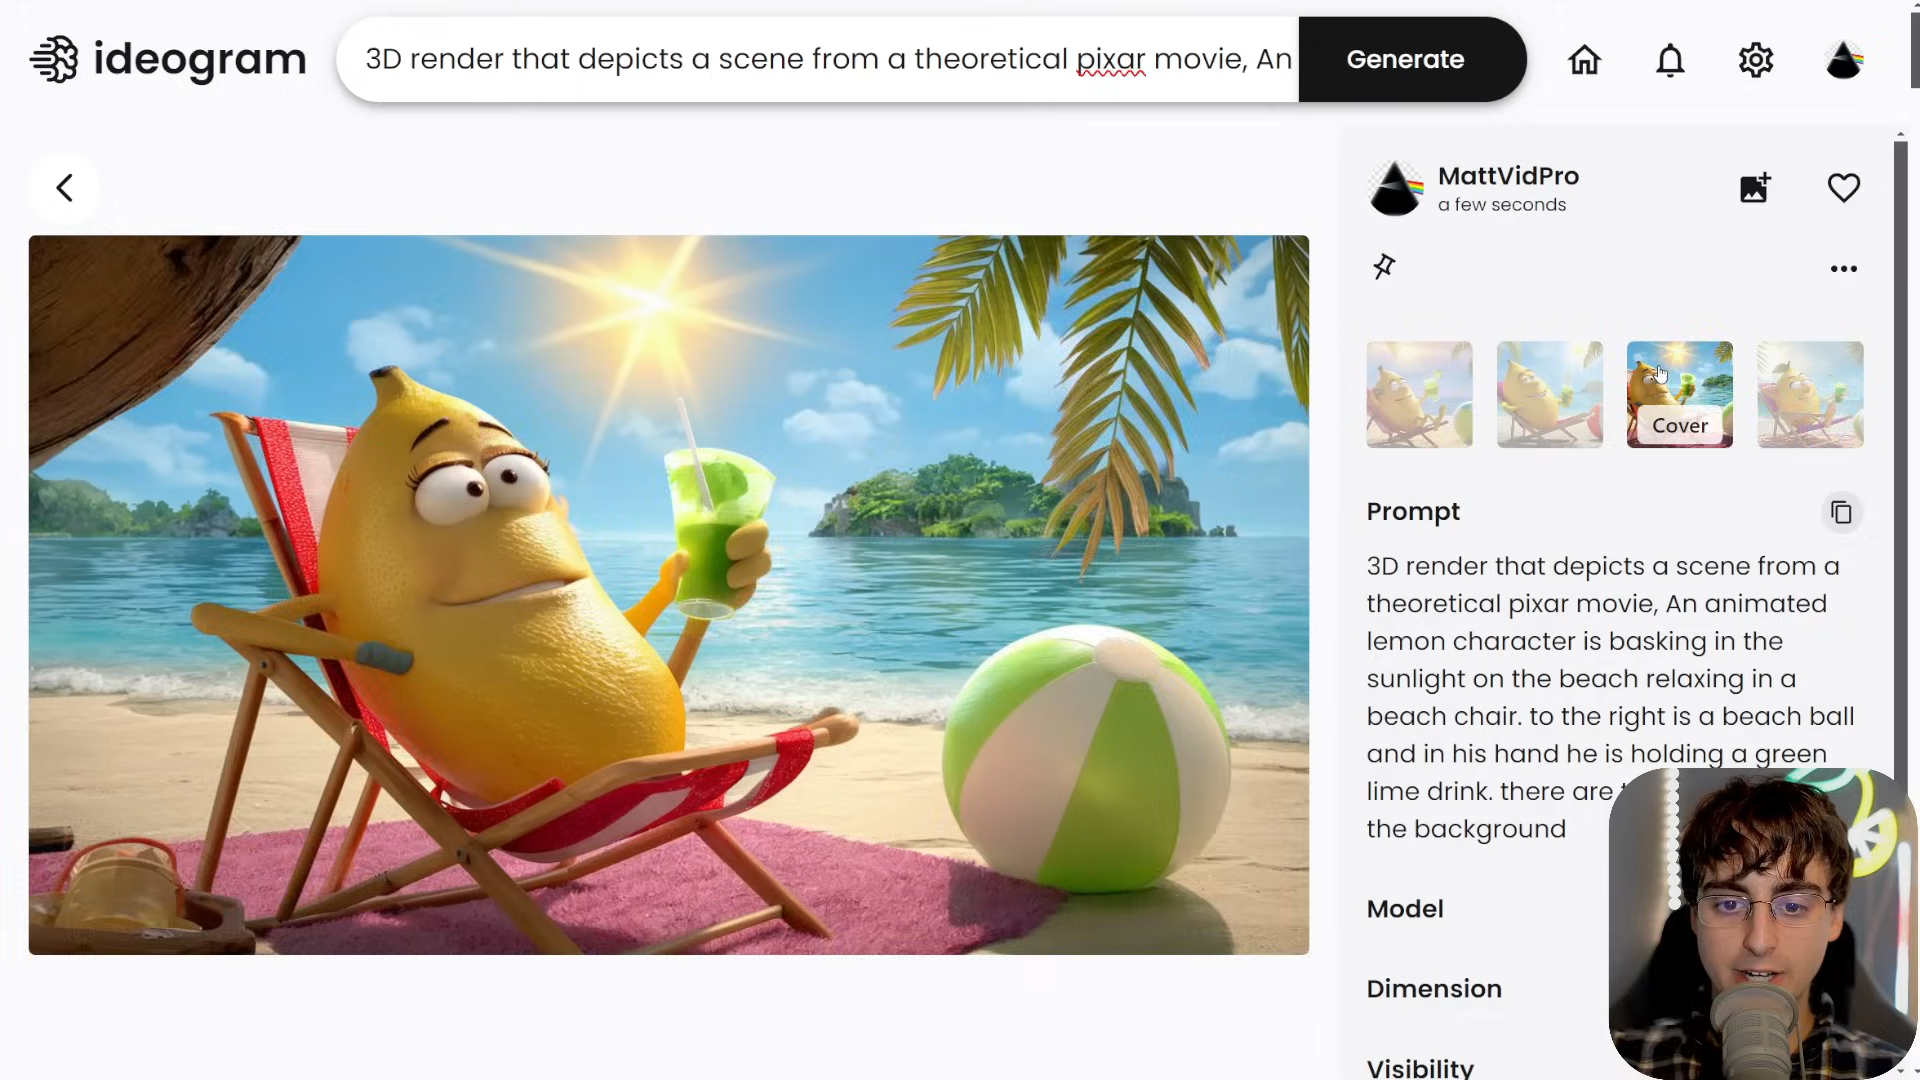 ideogram
3D render that depicts a scene from a theoretical pixar movie, An
Generate
MattVidPro
a few seconds
Cover
Prompt
3D render that depicts a scene from a
theoretical pixar movie, An animated
lemon character is basking in the
sunlight on the beach relaxing in a
beach chair. to the right is a beach ball
and in his hand he is holding a green
lime drink. there are
the background
Model
Dimension
Visibility